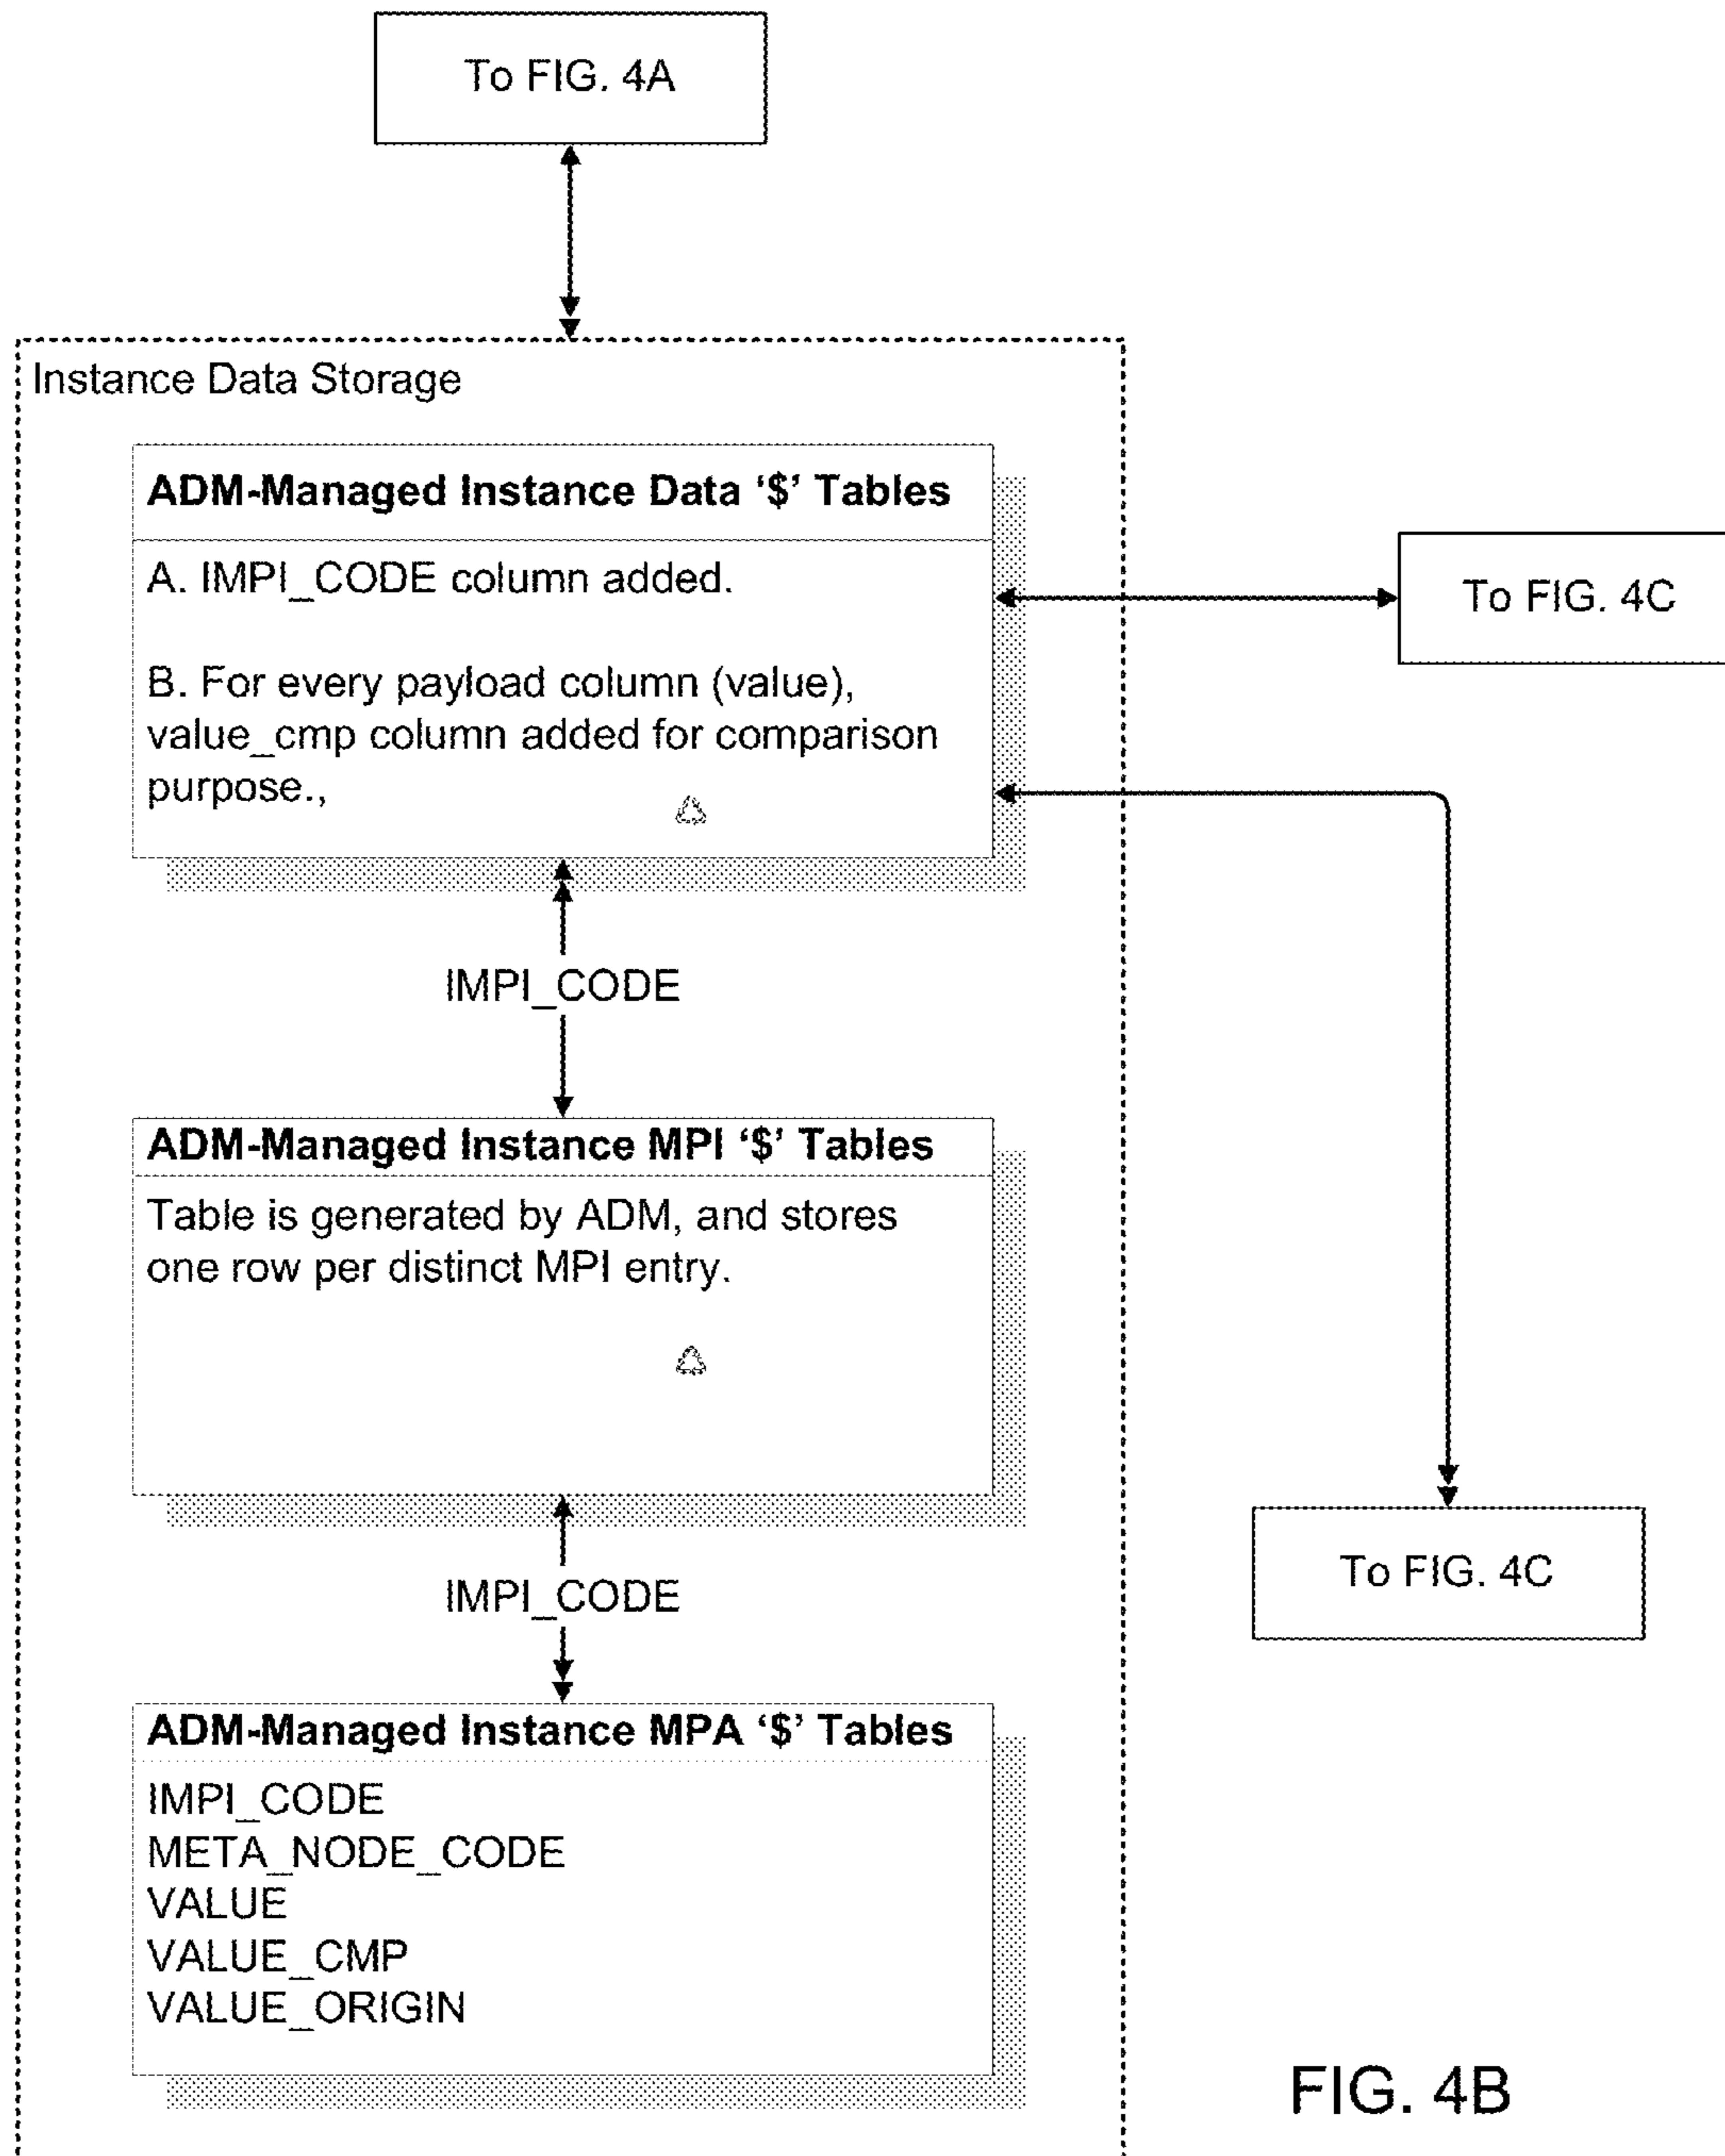 To FIG. 4A
Instance Data Storage
ADM-Managed Instance Data ‘$’ Tables
A. IMPI_CODE column added.
B. For every payload column (value),
value_cmp column added for comparison
purpose.,
To FIG. 4C
IMPI_CODE
ADM-Managed Instance MPI ‘$’ Tables
Table is generated by ADM, and stores
one row per distinct MPI entry.
To FIG. 4C
IMPI_CODE
ADM-Managed Instance MPA ‘$’ Tables
IMPI_CODE
META_NODE_CODE
VALUE
VALUE_CMP
VALUE_ORIGIN
FIG. 4B